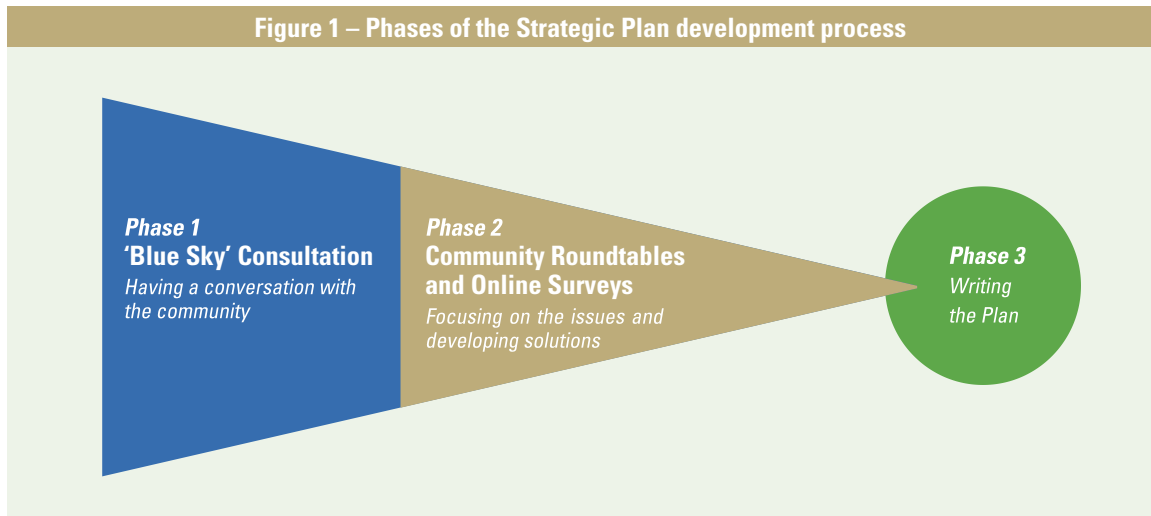 Figure 1 – Phases of the Strategic Plan development process
Phase 1
‘Blue Sky’ Consultation
Having a conversation with
the community
Phase 2
Community Roundtables
and Online Surveys
Focusing on the issues and
developing solutions
Phase 3
Writing
the Plan